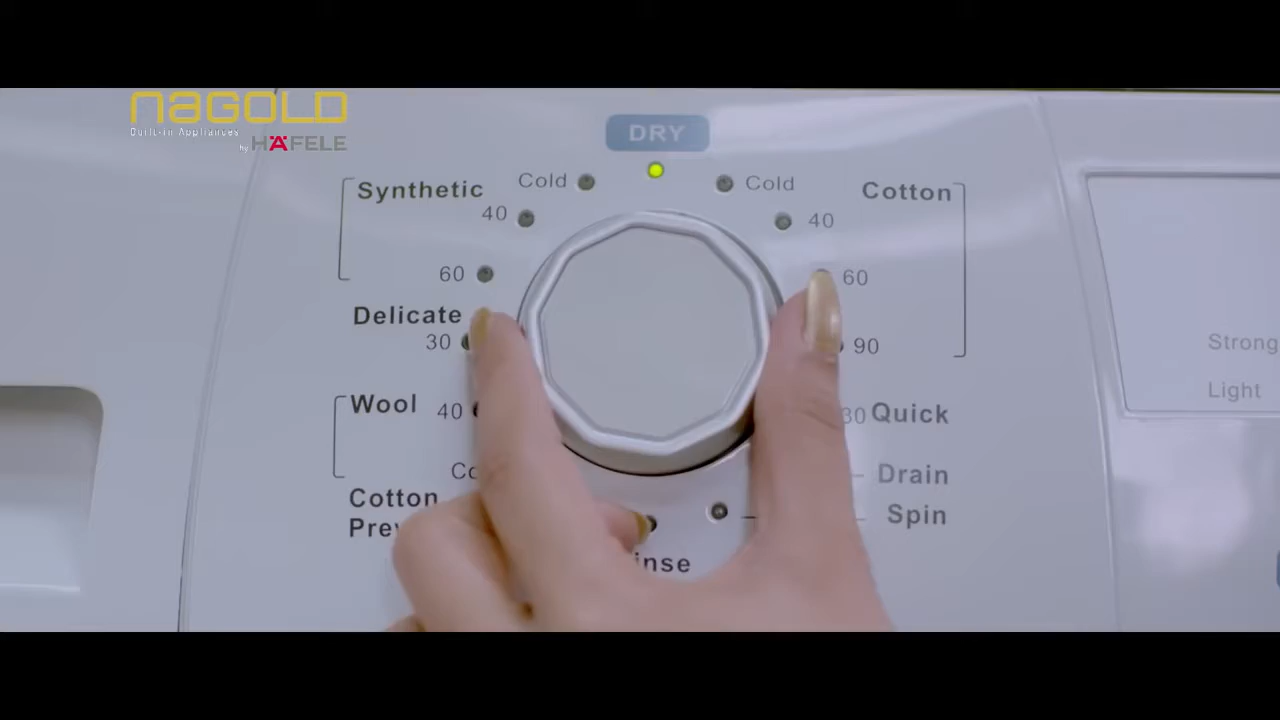 naGOLD
Built-in Appliances
by HÄFELE
DRY
Synthetic
Cold
40
60
Delicate
30
Wool
40
Cotton
Cold
40
60
90
Cotton
30 Quick
Drain
Spin
Strong
Light